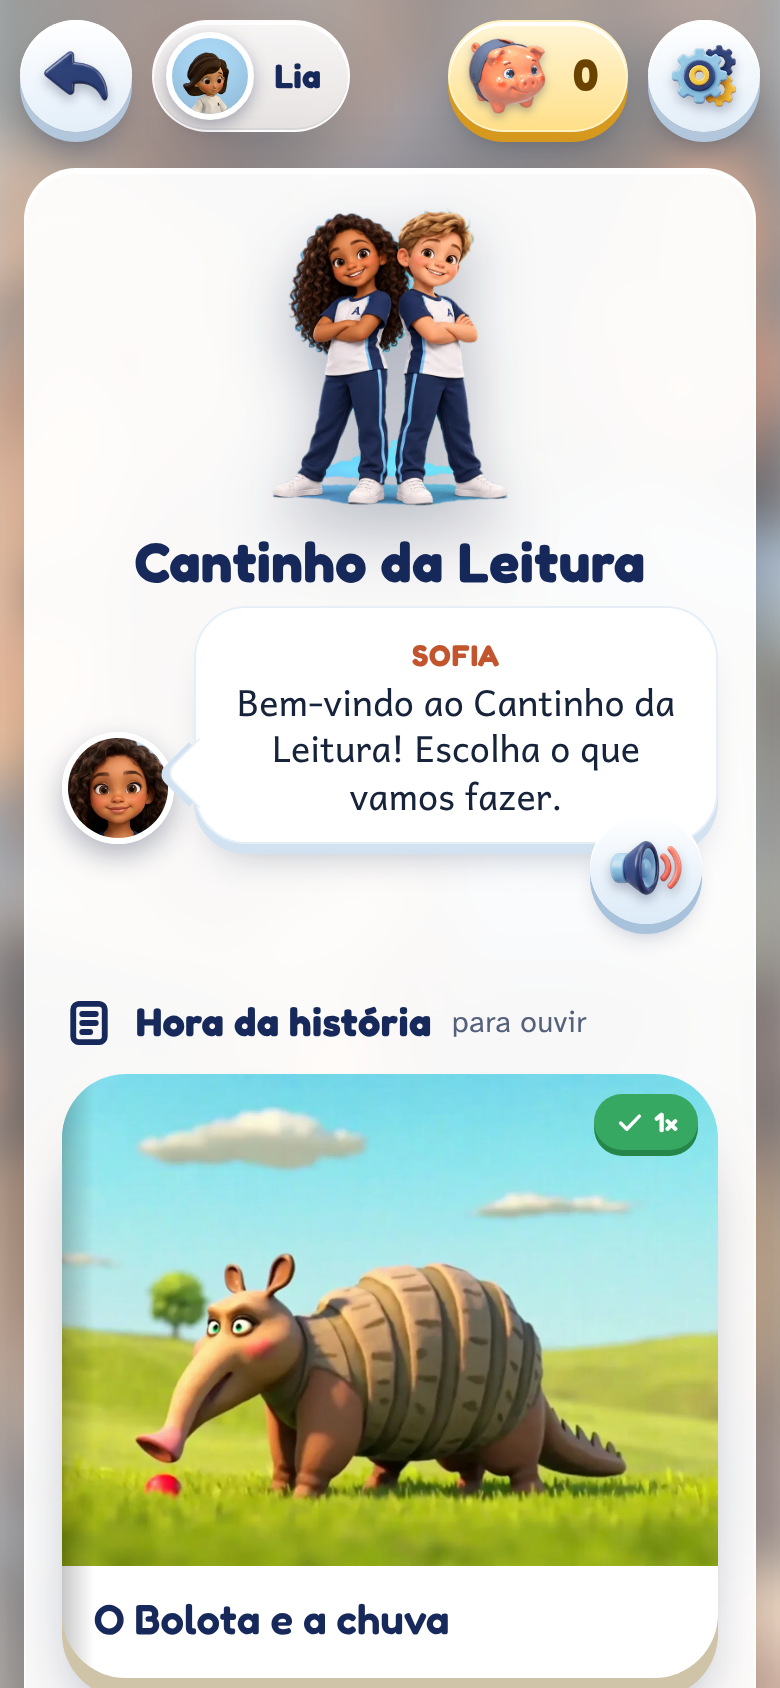 Lia
0
A
A
Cantinho da Leitura
SOFIA
Bem-vindo ao Cantinho da
Leitura! Escolha o que
vamos fazer.
Hora da história para ouvir
1x
O Bolota e a chuva